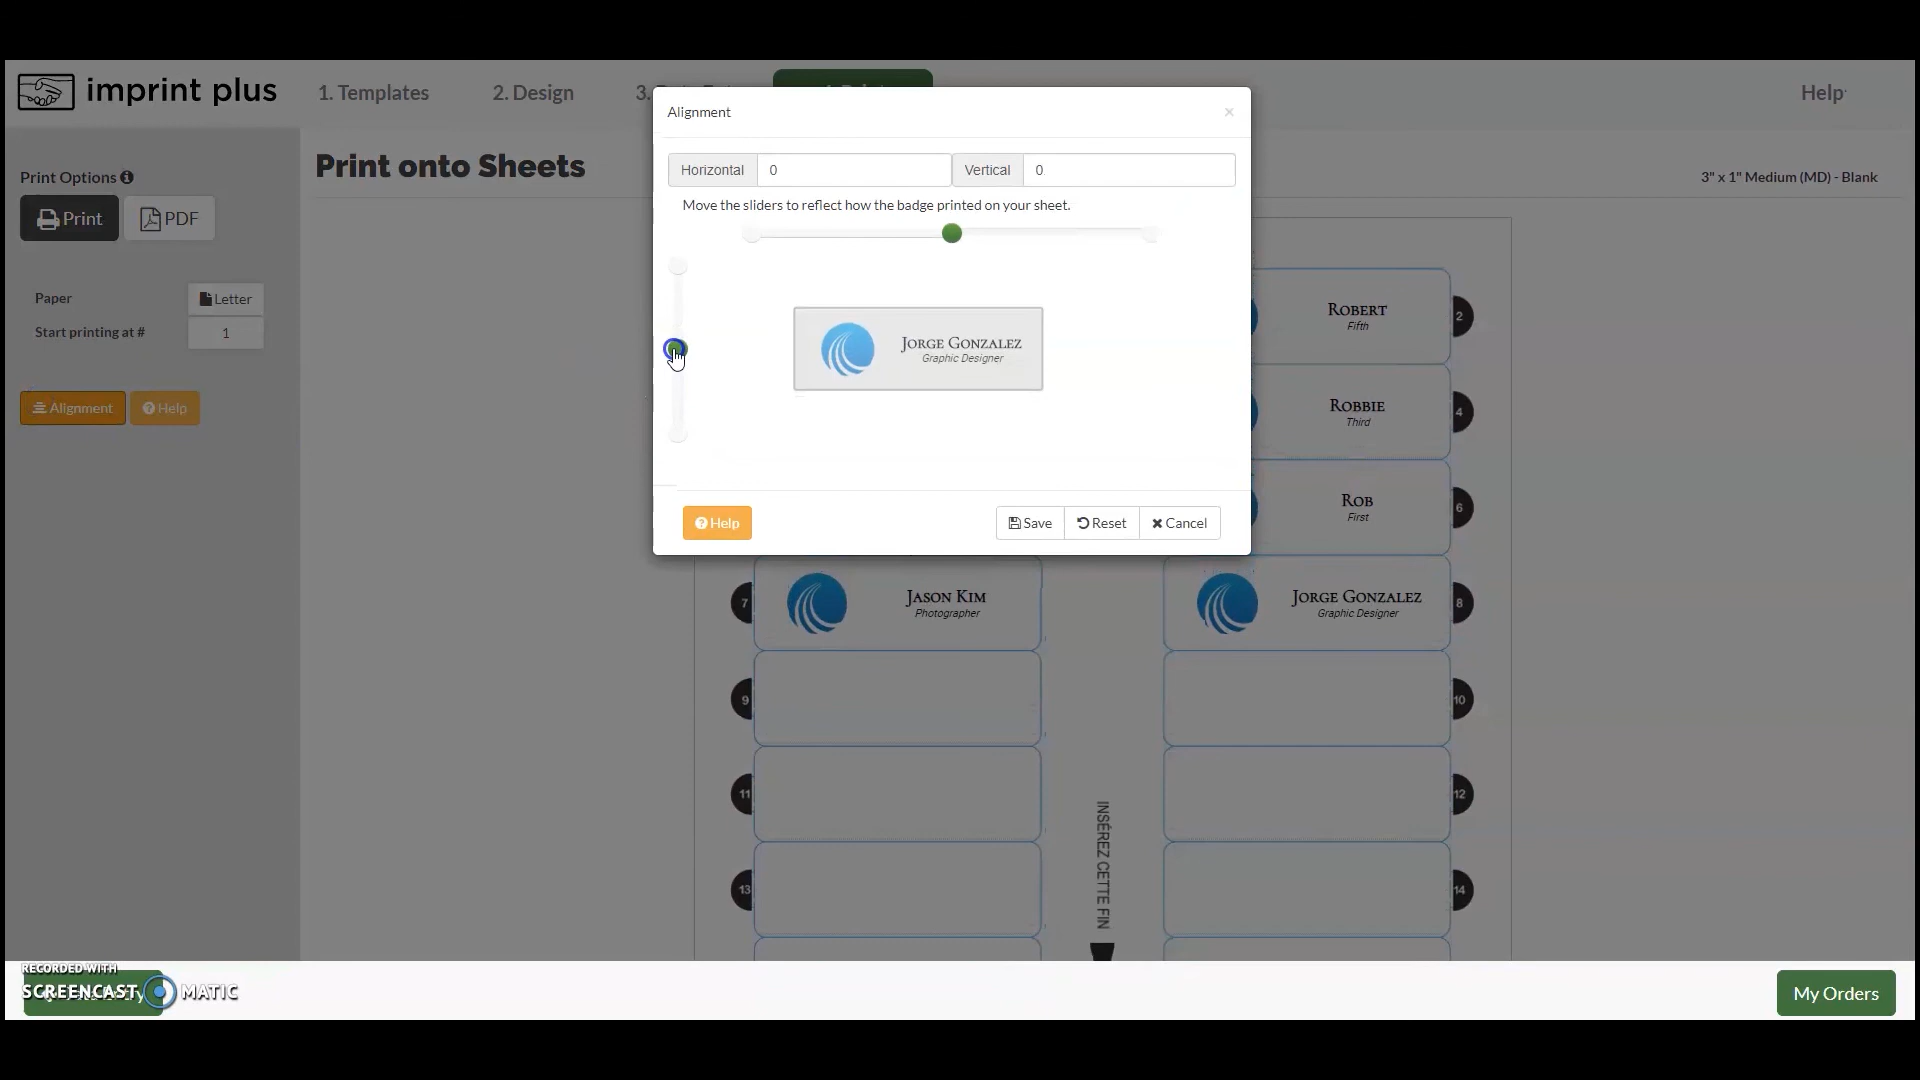 imprint plus
1. Templates
2. Design
3.
Help
Alignment
×
Horizontal 0
Vertical 0
Move the sliders to reflect how the badge printed on your sheet.
JORGE GONZALEZ
Graphic Designer
Help
Save
Reset
Cancel
Print onto Sheets
3" x 1" Medium (MD) - Blank
Print Options
Print
PDF
Paper
Letter
Start printing at #
1
Alignment
Help
ROBERT
Fifth
2
ROBBIE
Third
4
ROB
First
6
7
JASON KIM
Photographer
JORGE GONZALEZ
Graphic Designer
8
9
10
11
12
13
14
INSÉREZ CETTE FIN
RECORDED WITH
SCREENCAST MATIC
My Orders